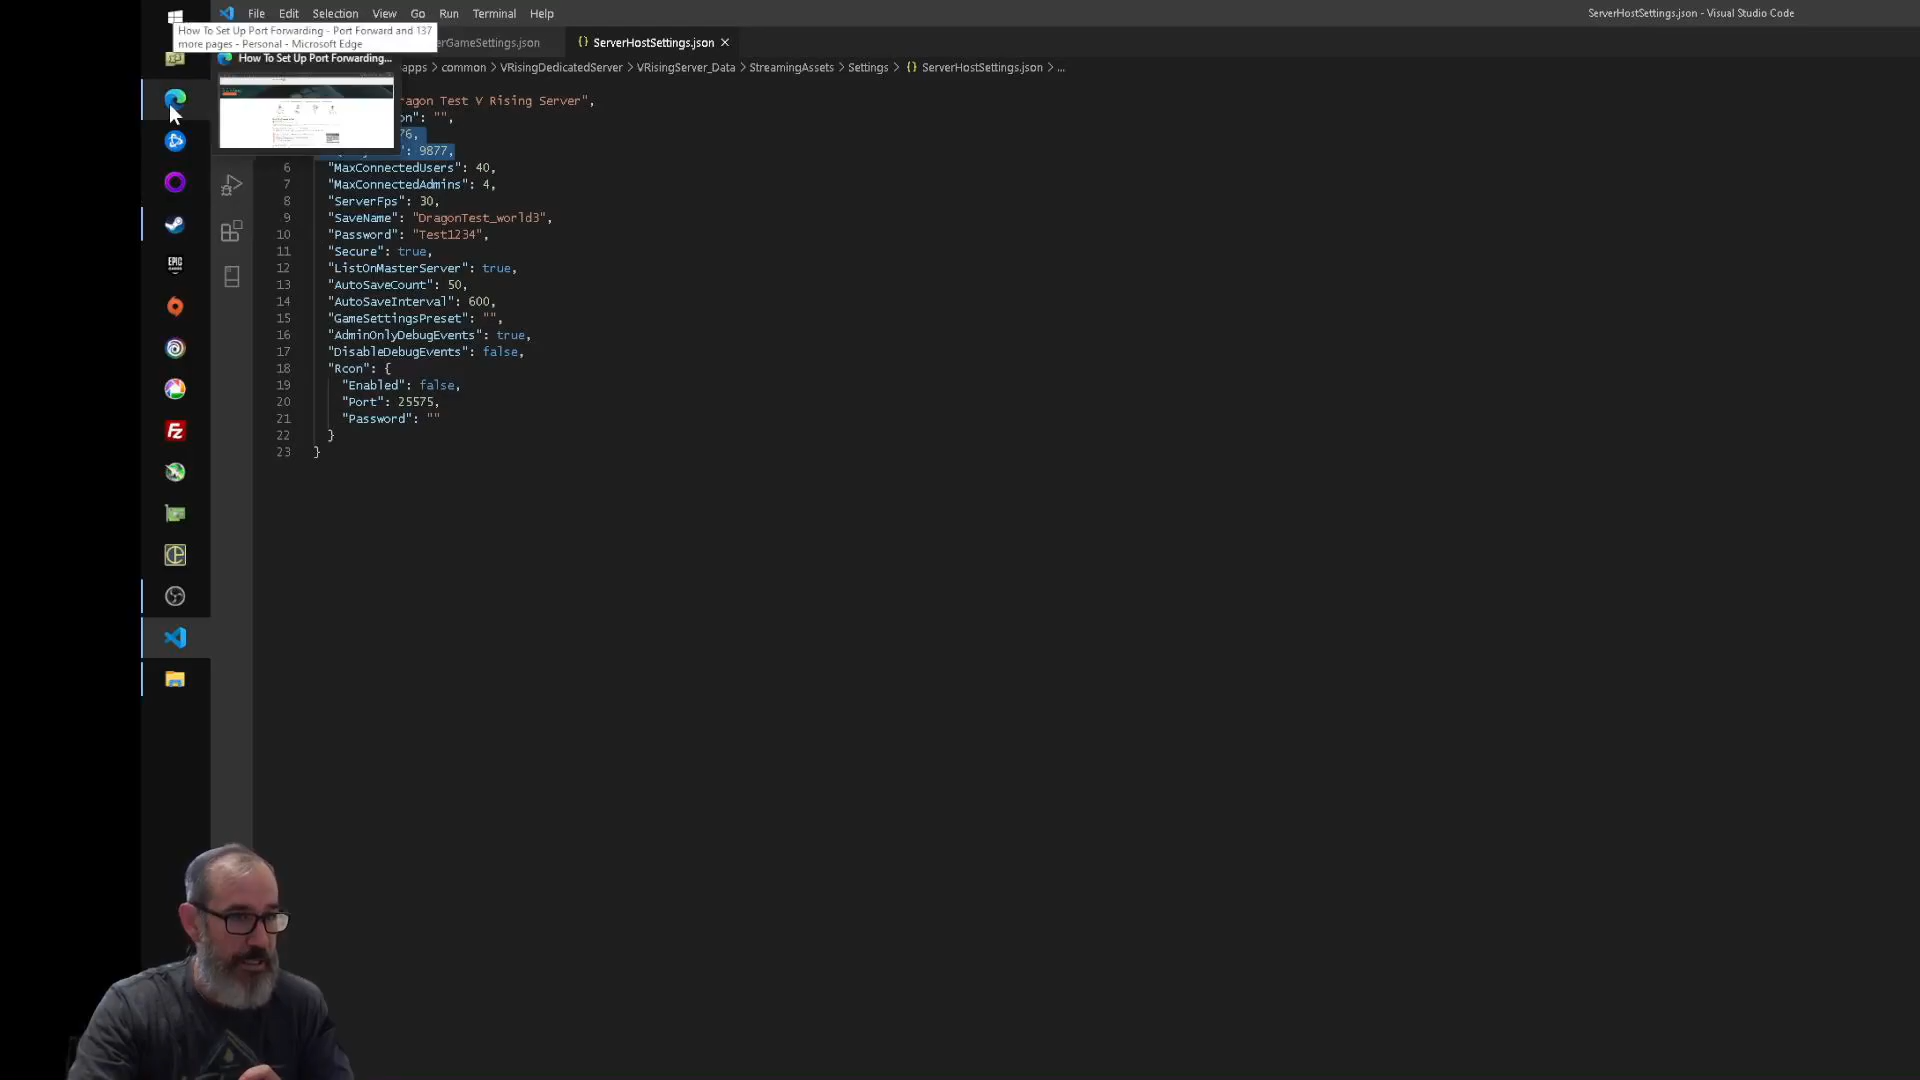 File Edit Selection View Go Run Terminal Help
ServerHostSettings.json - Visual Studio Code
How To Set Up Port Forwarding - Port Forward and 137
more pages - Personal - Microsoft Edge
How To Set Up Port Forwarding...
erGameSettings.json
{} ServerHostSettings.json
apps > common > VRisingDedicatedServer > VRisingServer_Data > StreamingAssets > Settings > {} ServerHostSettings.json > ...
ragon Test V Rising Server",
on": "",
76,
": 9877,
6 "MaxConnectedUsers": 40,
7 "MaxConnectedAdmins": 4,
8 "ServerFps": 30,
9 "SaveName": "DragonTest_world3",
10 "Password": "Test1234",
11 "Secure": true,
12 "ListOnMasterServer": true,
13 "AutoSaveCount": 50,
14 "AutoSaveInterval": 600,
15 "GameSettingsPreset": "",
16 "AdminOnlyDebugEvents": true,
17 "DisableDebugEvents": false,
18 "Rcon": {
19 "Enabled": false,
20 "Port": 25575,
21 "Password": ""
22 }
23 }
EPIC
GAMES
FZ